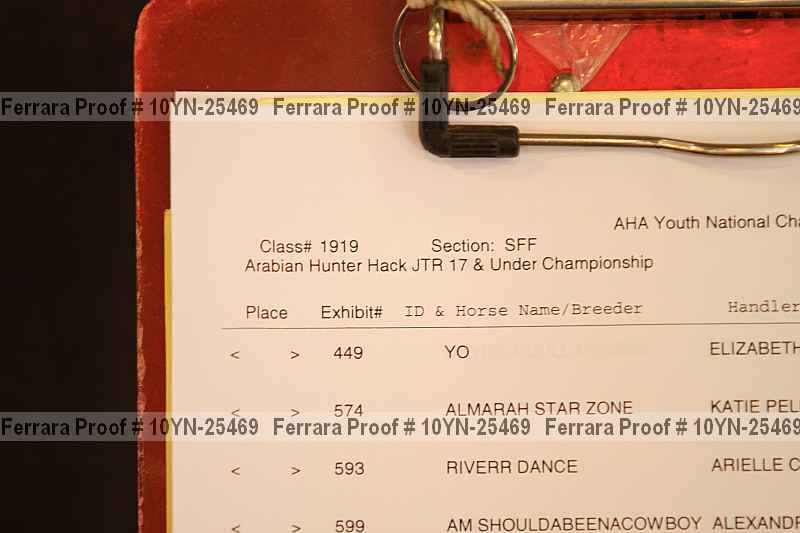 Ferrara Proof # 10YN-25469 Ferrara Proof # 10YN-25469 Ferrara Proof # 10YN-25469
AHA Youth National Cha
Class# 1919 Section: SFF
Arabian Hunter Hack JTR 17 & Under Championship
Place Exhibit# ID & Horse Name/Breeder Handler
< > 449 YO ELIZABETH
< > 574 ALMARAH STAR ZONE KATIE PELL
Ferrara Proof # 10YN-25469 Ferrara Proof # 10YN-25469 Ferrara Proof # 10YN-25469
< > 593 RIVERR DANCE ARIELLE C
< > 599 AM SHOULDABEENACOWBOY ALEXANDR